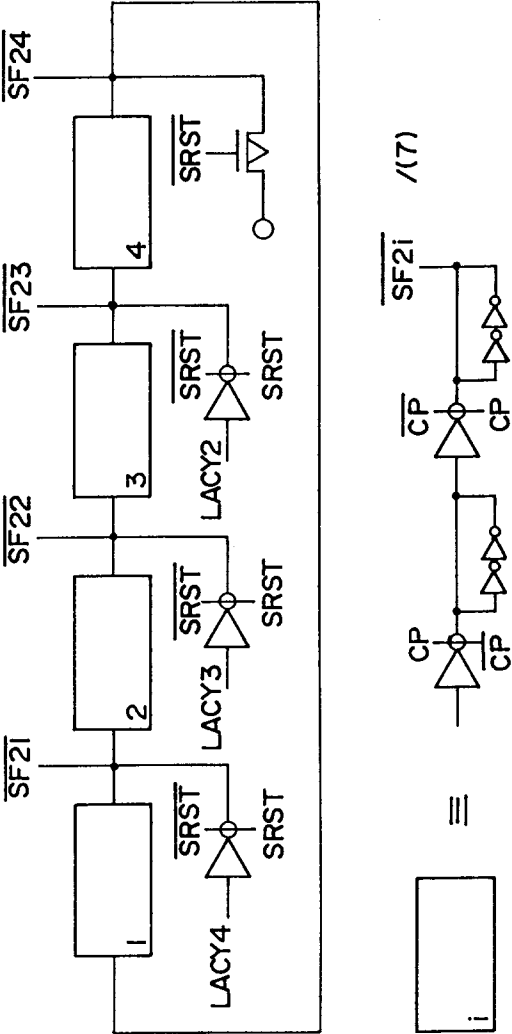 SF21
SF22
SF23
SF24
1
2
3
4
SRST
SRST
SRST
SRST
LACY4
LACY3
LACY2
SRST
SRST
SRST
i
≡
CP
CP
CP
CP
SF2i
/(7)